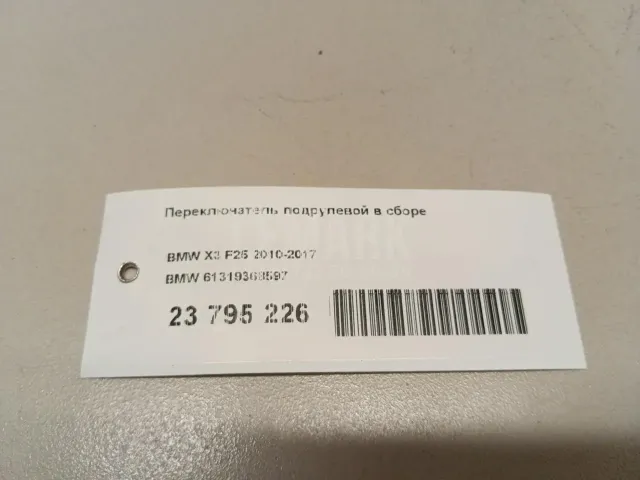 Переключатель подрулевой в сборе
BMW X3 F25 2010-2017
BMW 61319368597
23 795 226